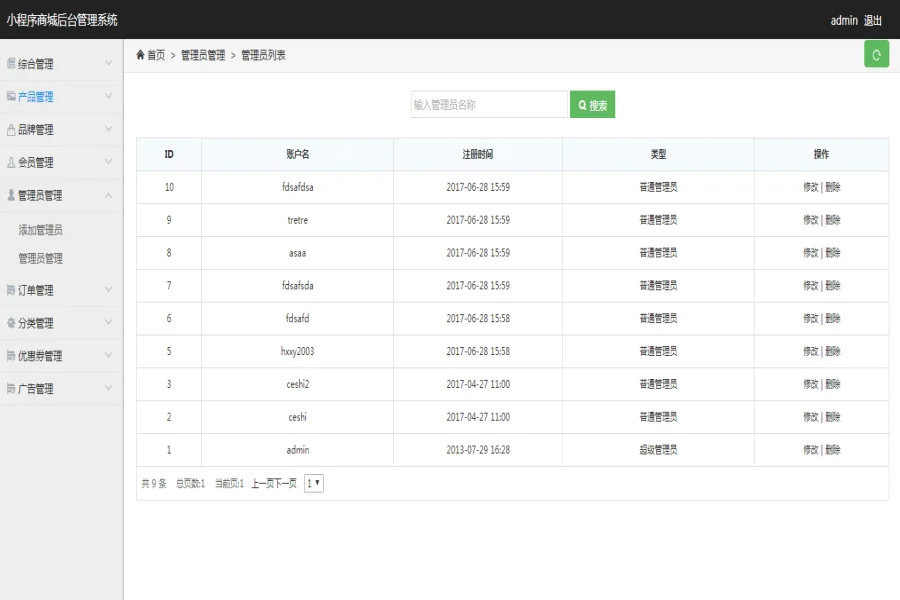 小程序商城后台管理系统
admin 退出
综合管理
产品管理
品牌管理
会员管理
管理员管理
添加管理员
管理员管理
订单管理
分类管理
优惠券管理
广告管理
首页 > 管理员管理 > 管理员列表
输入管理员名称 搜索
ID 账户名 注册时间 类型 操作
10 fdsafdsa 2017-06-28 15:59 普通管理员 修改 | 删除
9 tretre 2017-06-28 15:59 普通管理员 修改 | 删除
8 asaa 2017-06-28 15:59 普通管理员 修改 | 删除
7 fdsafsda 2017-06-28 15:59 普通管理员 修改 | 删除
6 fdsafd 2017-06-28 15:58 普通管理员 修改 | 删除
5 hxxy2003 2017-06-28 15:58 普通管理员 修改 | 删除
3 ceshi2 2017-04-27 11:00 普通管理员 修改 | 删除
2 ceshi 2017-04-27 11:00 普通管理员 修改 | 删除
1 admin 2013-07-29 16:28 超级管理员 修改 | 删除
共 9 条 总页数:1 当前页:1 上一页下一页 1